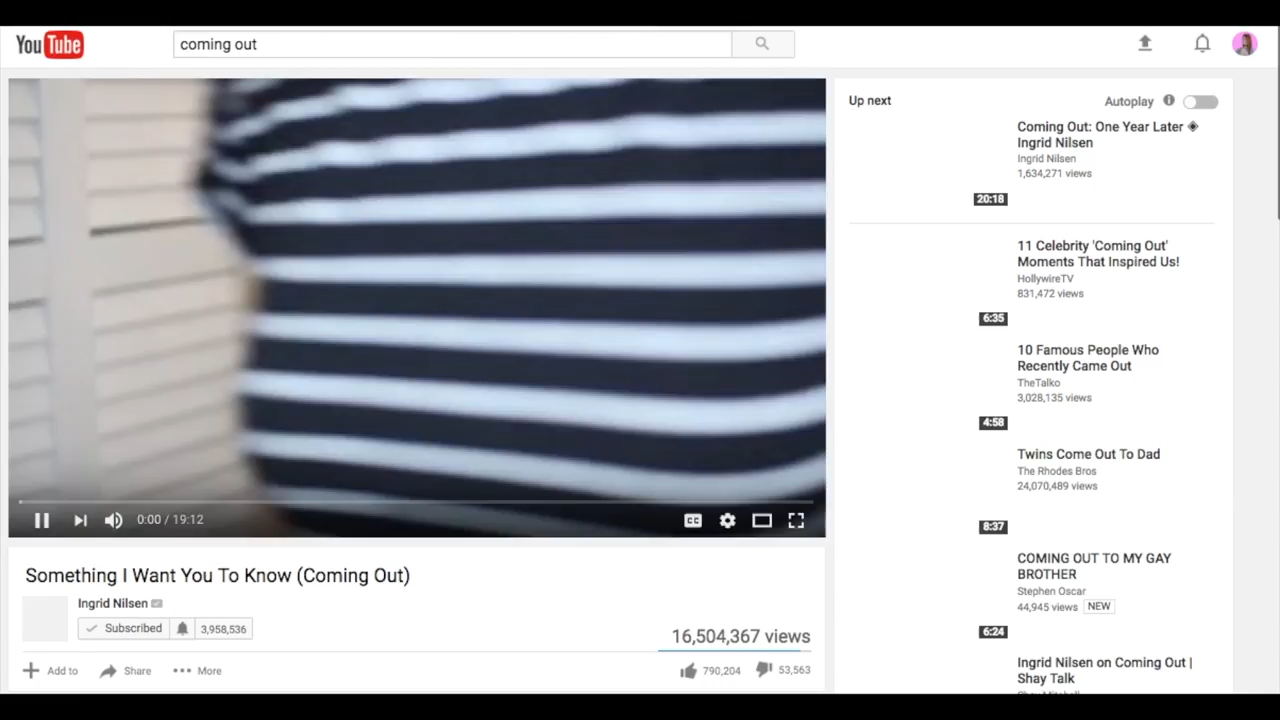 YouTube
coming out
Up next
Autoplay
Coming Out: One Year Later ◈
Ingrid Nilsen
Ingrid Nilsen
1,634,271 views
20:18
11 Celebrity 'Coming Out'
Moments That Inspired Us!
HollywireTV
831,472 views
6:35
10 Famous People Who
Recently Came Out
TheTalko
3,028,135 views
4:58
Twins Come Out To Dad
The Rhodes Bros
24,070,489 views
8:37
COMING OUT TO MY GAY
BROTHER
Stephen Oscar
44,945 views NEW
6:24
Ingrid Nilsen on Coming Out |
Shay Talk
0:00 / 19:12
CC
Something I Want You To Know (Coming Out)
Ingrid Nilsen
Subscribed 3,958,536
16,504,367 views
Add to Share More
790,204 53,563